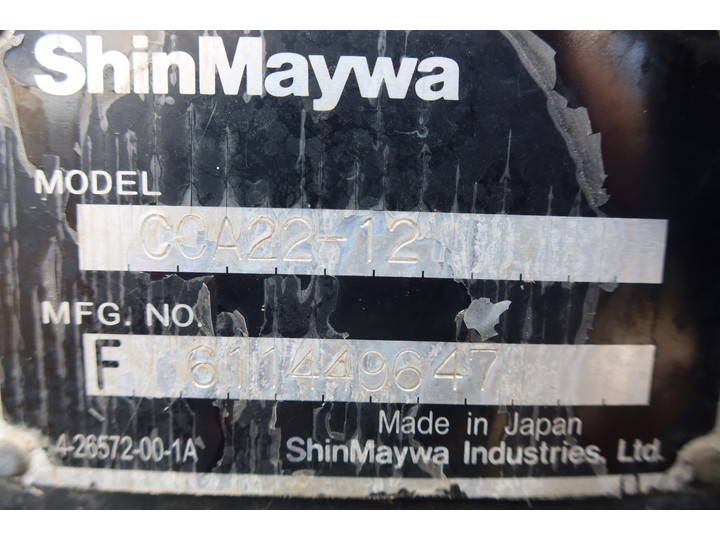 ShinMaywa
MODEL
CCA22-12
MFG. NO.
F 611449647
Made in Japan
4-26572-00-1A
ShinMaywa Industries, Ltd.